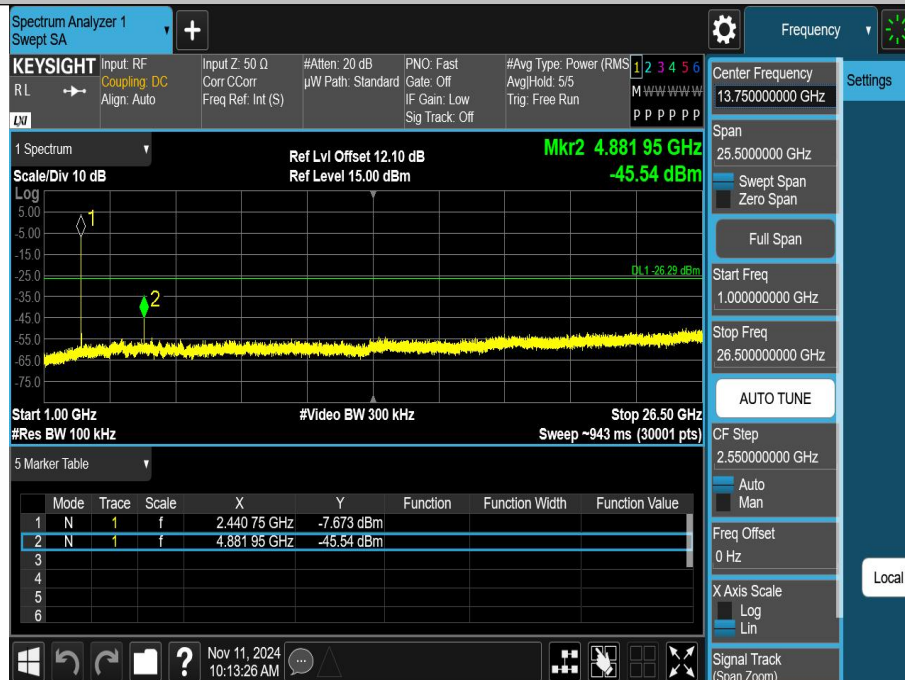 Spectrum Analyzer 1
Swept SA
+
Frequency
KEYSIGHT
RL
LXI
Input: RF
Coupling: DC
Align: Auto
Input Z: 50 Ω
Corr CCorr
Freq Ref: Int (S)
#Atten: 20 dB
µW Path: Standard
PNO: Fast
Gate: Off
IF Gain: Low
Sig Track: Off
#Avg Type: Power (RMS
Avg|Hold: 5/5
Trig: Free Run
1 2 3 4 5 6
M W W W W W
P P P P P P
1 Spectrum
Scale/Div 10 dB
Ref Lvl Offset 12.10 dB
Ref Level 15.00 dBm
Mkr2 4.881 95 GHz
-45.54 dBm
Log
5.00
-5.00
-15.0
-25.0
-35.0
-45.0
-55.0
-65.0
-75.0
1
2
DL1 -26.29 dBm
Start 1.00 GHz
#Video BW 300 kHz
Stop 26.50 GHz
#Res BW 100 kHz
Sweep ~943 ms (30001 pts)
5 Marker Table
Mode Trace Scale X Y Function Function Width Function Value
1 N 1 f 2.440 75 GHz -7.673 dBm
2 N 1 f 4.881 95 GHz -45.54 dBm
3
4
5
6
?
Nov 11, 2024
10:13:26 AM
Center Frequency
13.750000000 GHz
Settings
Span
25.5000000 GHz
Swept Span
Zero Span
Full Span
Start Freq
1.000000000 GHz
Stop Freq
26.500000000 GHz
AUTO TUNE
CF Step
2.550000000 GHz
Auto
Man
Freq Offset
0 Hz
Local
X Axis Scale
Log
Lin
Signal Track
(Span Zoom)